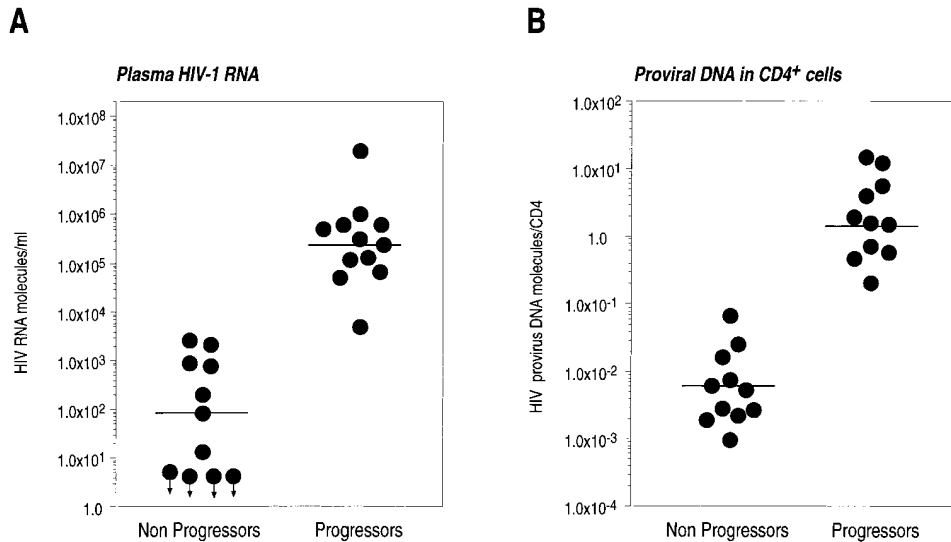 A
Plasma HIV-1 RNA
HIV RNA molecules/ml
1.0x10⁸
1.0x10⁷
1.0x10⁶
1.0x10⁵
1.0x10⁴
1.0x10³
1.0x10²
1.0x10¹
1.0
Non Progressors
Progressors
B
Proviral DNA in CD4⁺ cells
HIV provirus DNA molecules/CD4
1.0x10²
1.0x10¹
1.0
1.0x10⁻¹
1.0x10⁻²
1.0x10⁻³
1.0x10⁻⁴
Non Progressors
Progressors